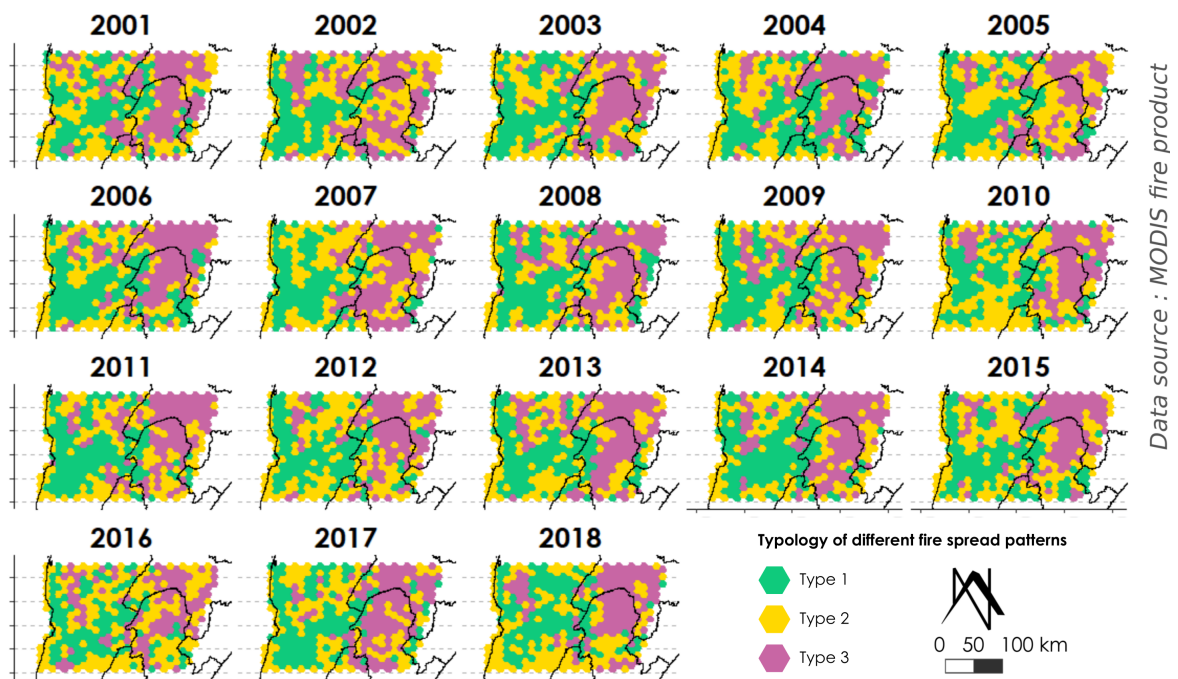 2001 2002 2003 2004 2005
2006 2007 2008 2009 2010
2011 2012 2013 2014 2015
2016 2017 2018
Typology of different fire spread patterns
Type 1
Type 2
Type 3
N
0 50 100 km
Data source : MODIS fire product